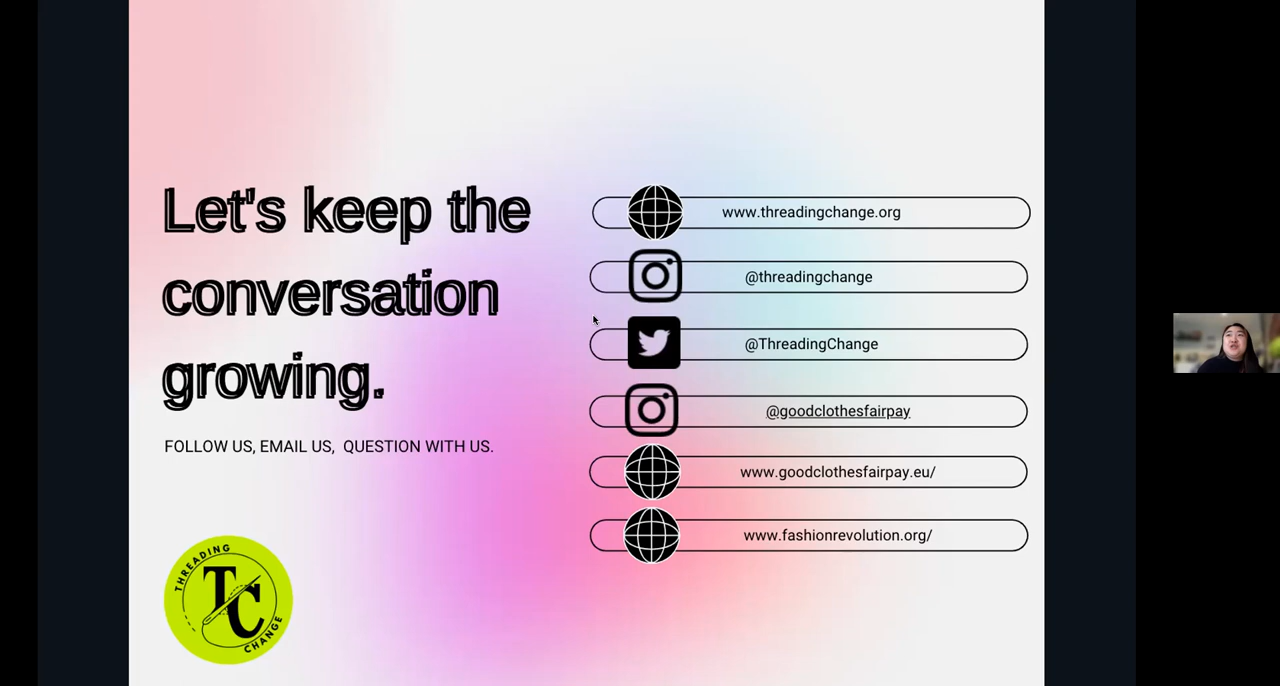 Let's keep the
conversation
growing.
FOLLOW US, EMAIL US, QUESTION WITH US.
THREADING
TC
CHANGE
www.threadingchange.org
@threadingchange
@ThreadingChange
@goodclothesfairpay
www.goodclothesfairpay.eu/
www.fashionrevolution.org/